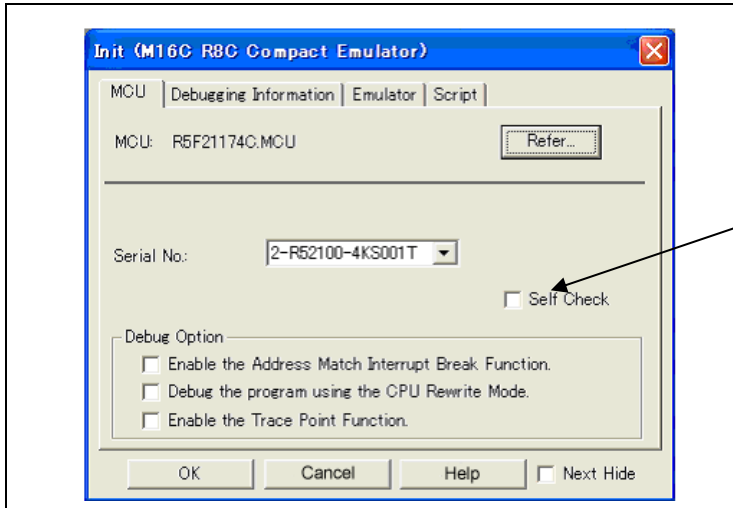 Init (M16C R8C Compact Emulator)
MCU Debugging Information Emulator Script
MCU: R5F21174C.MCU Refer...
Serial No.: 2-R52100-4KS001T
Self Check
Debug Option
Enable the Address Match Interrupt Break Function.
Debug the program using the CPU Rewrite Mode.
Enable the Trace Point Function.
OK Cancel Help Next Hide